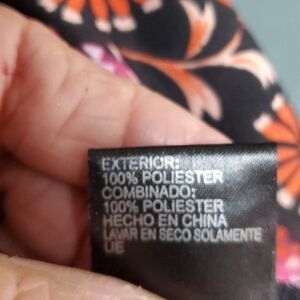 EXTERIOR:
100% POLIESTER
COMBINADO:
100% POLIESTER
HECHO EN CHINA
LAVAR EN SECO SOLAMENTE
UE